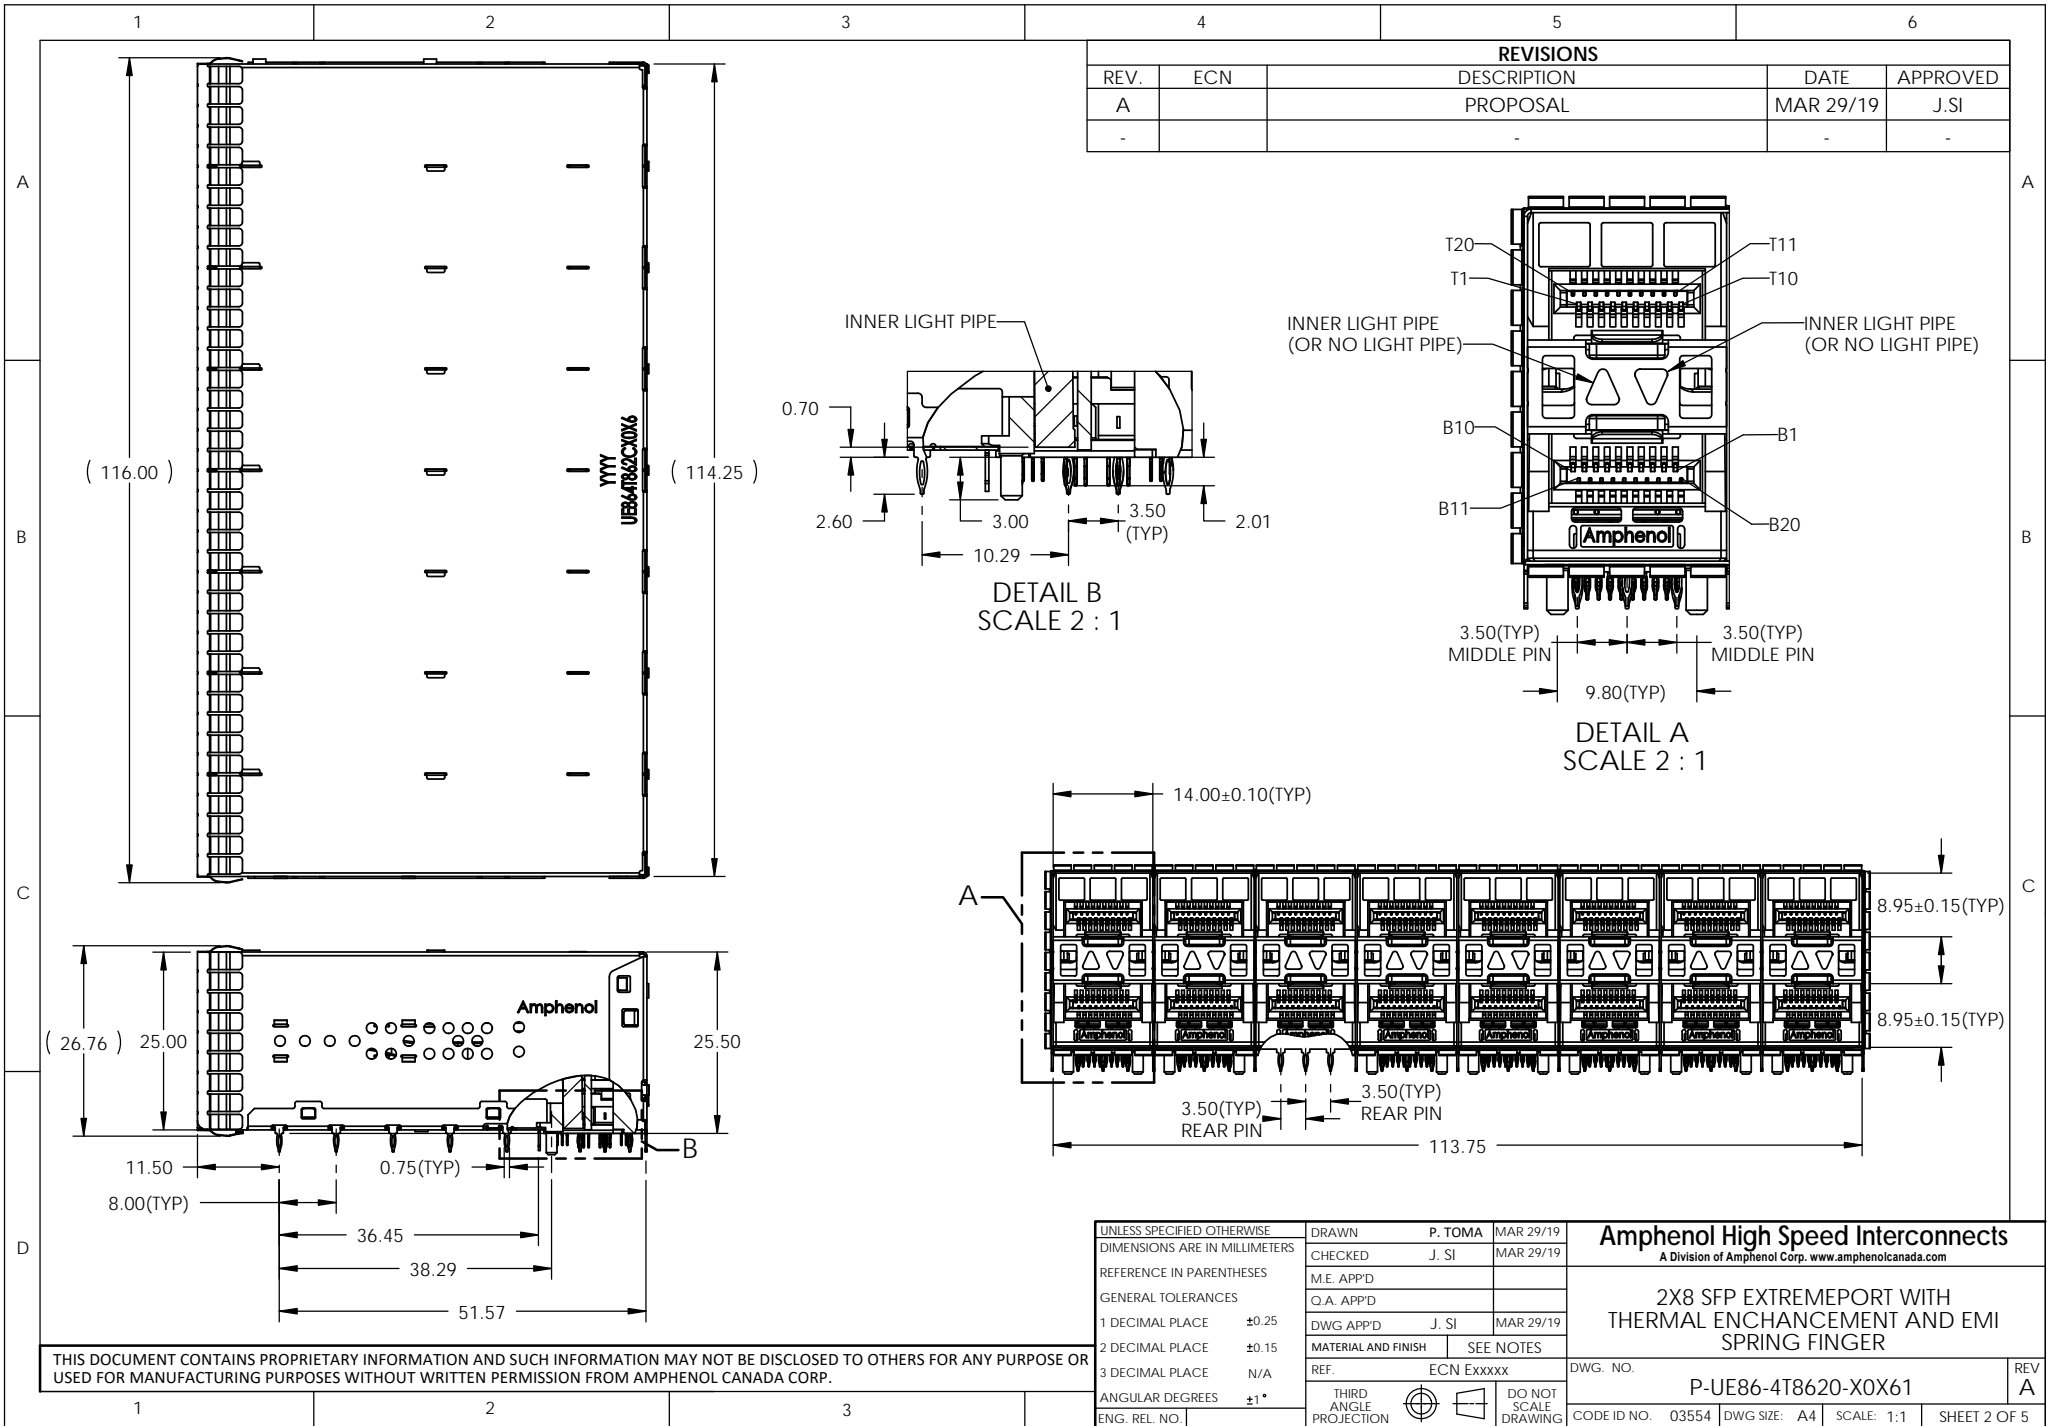 1 2 3 4 5 6
REVISIONS
REV. ECN DESCRIPTION DATE APPROVED
A PROPOSAL MAR 29/19 J.SI
- - - -
A A
B B
C C
D
( 116.00 )
( 114.25 )
YYYY
UE864T862CX0X6
INNER LIGHT PIPE
0.70
2.60
3.00
3.50
(TYP)
2.01
10.29
DETAIL B
SCALE 2 : 1
T20 T11
T1 T10
INNER LIGHT PIPE
(OR NO LIGHT PIPE)
INNER LIGHT PIPE
(OR NO LIGHT PIPE)
B10 B1
B11 B20
Amphenol
3.50(TYP)
MIDDLE PIN
3.50(TYP)
MIDDLE PIN
9.80(TYP)
DETAIL A
SCALE 2 : 1
14.00±0.10(TYP)
A
8.95±0.15(TYP)
8.95±0.15(TYP)
Amphenol Amphenol Amphenol Amphenol Amphenol Amphenol Amphenol
3.50(TYP)
REAR PIN
3.50(TYP)
REAR PIN
113.75
( 26.76 )
25.00
Amphenol
25.50
B
11.50
0.75(TYP)
8.00(TYP)
36.45
38.29
51.57
THIS DOCUMENT CONTAINS PROPRIETARY INFORMATION AND SUCH INFORMATION MAY NOT BE DISCLOSED TO OTHERS FOR ANY PURPOSE OR
USED FOR MANUFACTURING PURPOSES WITHOUT WRITTEN PERMISSION FROM AMPHENOL CANADA CORP.
UNLESS SPECIFIED OTHERWISE
DIMENSIONS ARE IN MILLIMETERS
REFERENCE IN PARENTHESES
GENERAL TOLERANCES
1 DECIMAL PLACE ±0.25
2 DECIMAL PLACE ±0.15
3 DECIMAL PLACE N/A
ANGULAR DEGREES ±1°
ENG. REL. NO.
DRAWN P. TOMA MAR 29/19
CHECKED J. SI MAR 29/19
M.E. APP'D
Q.A. APP'D
DWG APP'D J. SI MAR 29/19
MATERIAL AND FINISH SEE NOTES
REF. ECN Exxxxx
THIRD
ANGLE
PROJECTION
DO NOT
SCALE
DRAWING
Amphenol High Speed Interconnects
A Division of Amphenol Corp. www.amphenolcanada.com
2X8 SFP EXTREMEPORT WITH
THERMAL ENCHANCEMENT AND EMI
SPRING FINGER
DWG. NO.
P-UE86-4T8620-X0X61
REV
A
CODE ID NO. 03554 DWG SIZE: A4 SCALE: 1:1 SHEET 2 OF 5
1 2 3